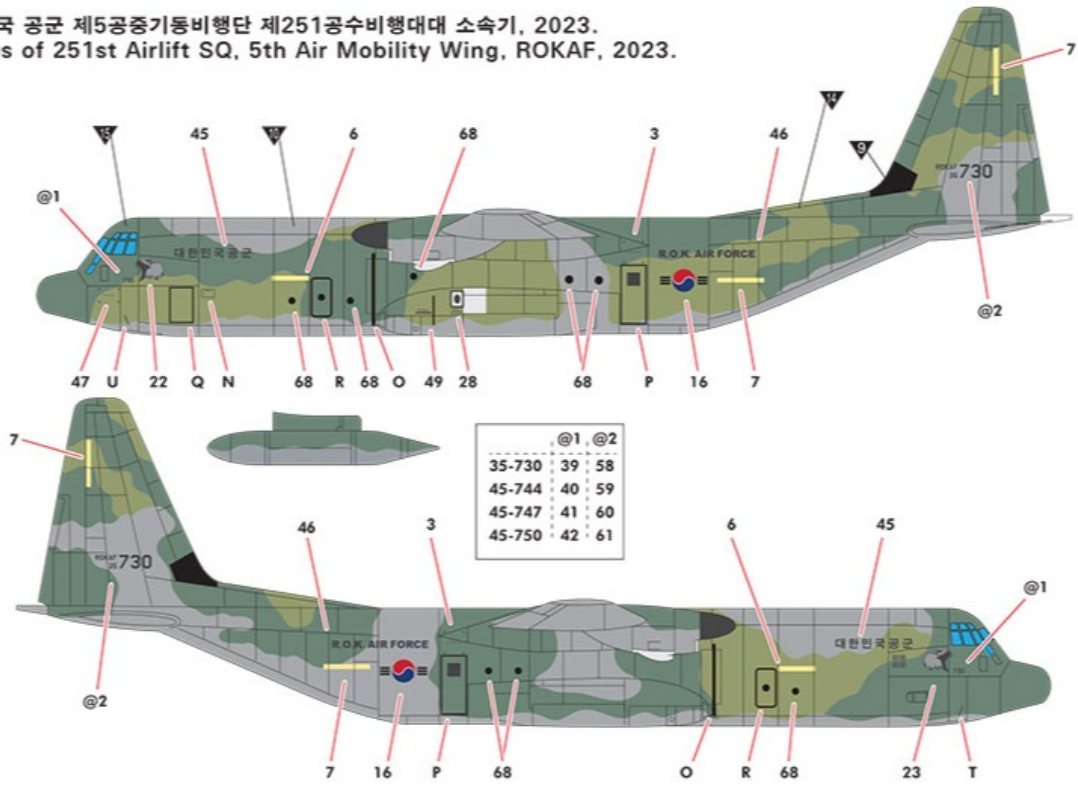 국 공군 제5공중기동비행단 제251공수비행대대 소속기, 2023.
s of 251st Airlift SQ, 5th Air Mobility Wing, ROKAF, 2023.
7
15 45 10 6 68 3 14 46
9
@1
ROKAF
35 730
대한민국공군
R.O.K. AIR FORCE
730
@2
47 U 22 Q N 68 R 68 O 49 28 68 P 16 7
7
@1 @2
35-730 39 58
45-744 40 59
45-747 41 60
45-750 42 61
46 3 6 45
ROKAF
35 730
@1
R.O.K. AIR FORCE
대한민국공군
730
@2
7 16 P 68 O R 68 23 T